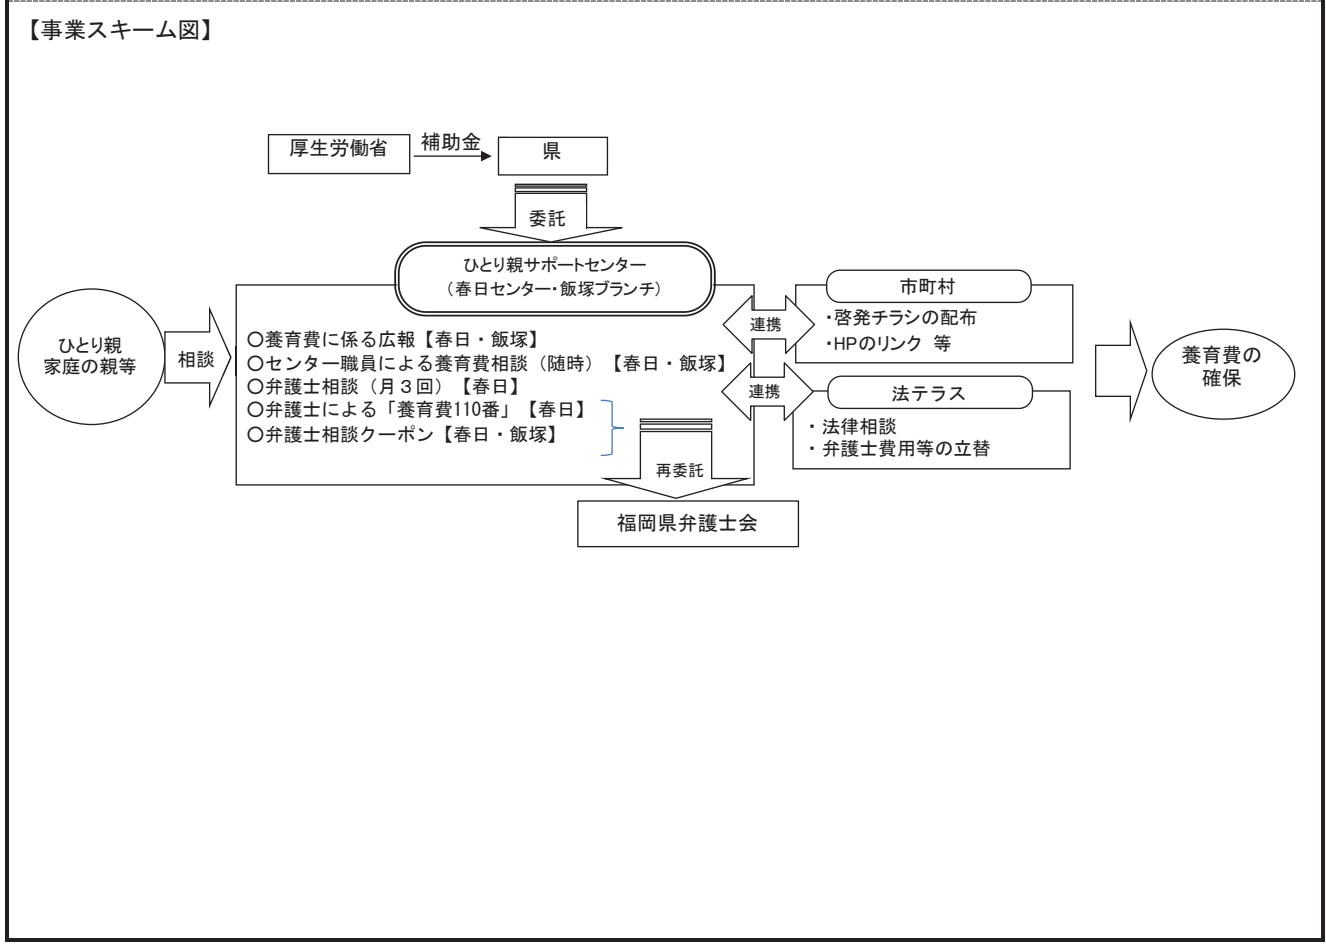 【事業スキーム図】
厚生労働省
補助金
県
委託
ひとり親サポートセンター
（春日センター・飯塚ブランチ）
ひとり親
家庭の親等
相談
○養育費に係る広報【春日・飯塚】
○センター職員による養育費相談（随時）【春日・飯塚】
○弁護士相談（月３回）【春日】
○弁護士による「養育費110番」【春日】
○弁護士相談クーポン【春日・飯塚】
再委託
福岡県弁護士会
連携
市町村
・啓発チラシの配布
・HPのリンク 等
連携
法テラス
・法律相談
・弁護士費用等の立替
養育費の
確保